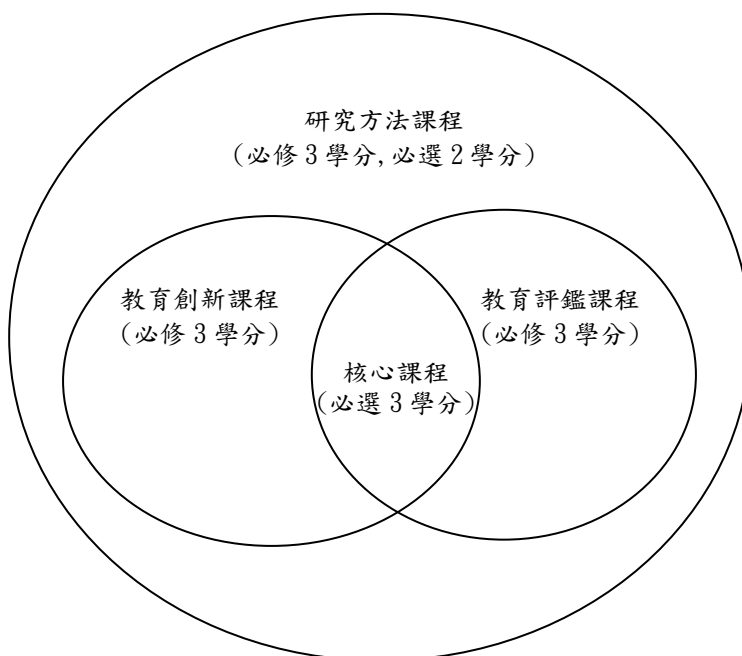 研究方法課程
（必修 3 學分, 必選 2 學分）
教育創新課程
（必修 3 學分）
教育評鑑課程
（必修 3 學分）
核心課程
（必選 3 學分）